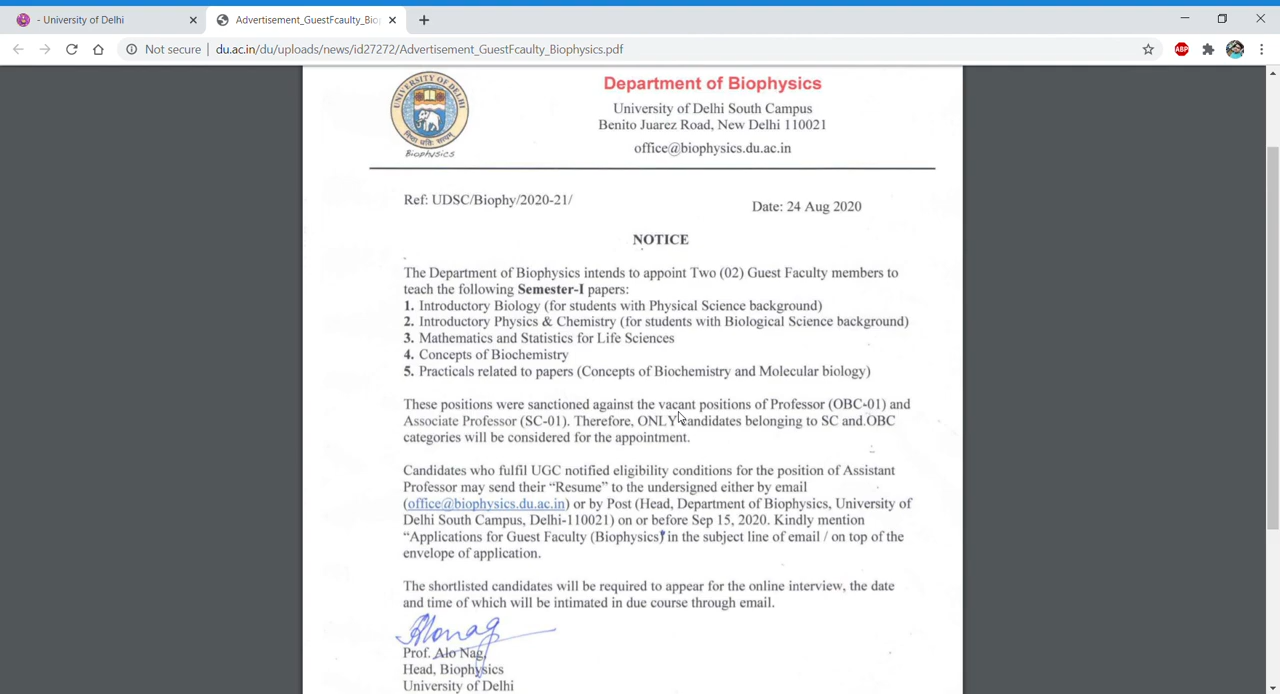 - University of Delhi
Advertisement_GuestFcaulty_Bio
Not secure | du.ac.in/du/uploads/news/id27272/Advertisement_GuestFcaulty_Biophysics.pdf
ABP
UNIVERSITY OF DELHI
Biophysics
Department of Biophysics
University of Delhi South Campus
Benito Juarez Road, New Delhi 110021
office@biophysics.du.ac.in
Ref: UDSC/Biophy/2020-21/
Date: 24 Aug 2020
NOTICE
The Department of Biophysics intends to appoint Two (02) Guest Faculty members to
teach the following Semester-I papers:
1. Introductory Biology (for students with Physical Science background)
2. Introductory Physics & Chemistry (for students with Biological Science background)
3. Mathematics and Statistics for Life Sciences
4. Concepts of Biochemistry
5. Practicals related to papers (Concepts of Biochemistry and Molecular biology)
These positions were sanctioned against the vacant positions of Professor (OBC-01) and
Associate Professor (SC-01). Therefore, ONLY candidates belonging to SC and OBC
categories will be considered for the appointment.
Candidates who fulfil UGC notified eligibility conditions for the position of Assistant
Professor may send their “Resume” to the undersigned either by email
(office@biophysics.du.ac.in) or by Post (Head, Department of Biophysics, University of
Delhi South Campus, Delhi-110021) on or before Sep 15, 2020. Kindly mention
“Applications for Guest Faculty (Biophysics)” in the subject line of email / on top of the
envelope of application.
The shortlisted candidates will be required to appear for the online interview, the date
and time of which will be intimated in due course through email.
Prof. Alo Nag,
Head, Biophysics
University of Delhi